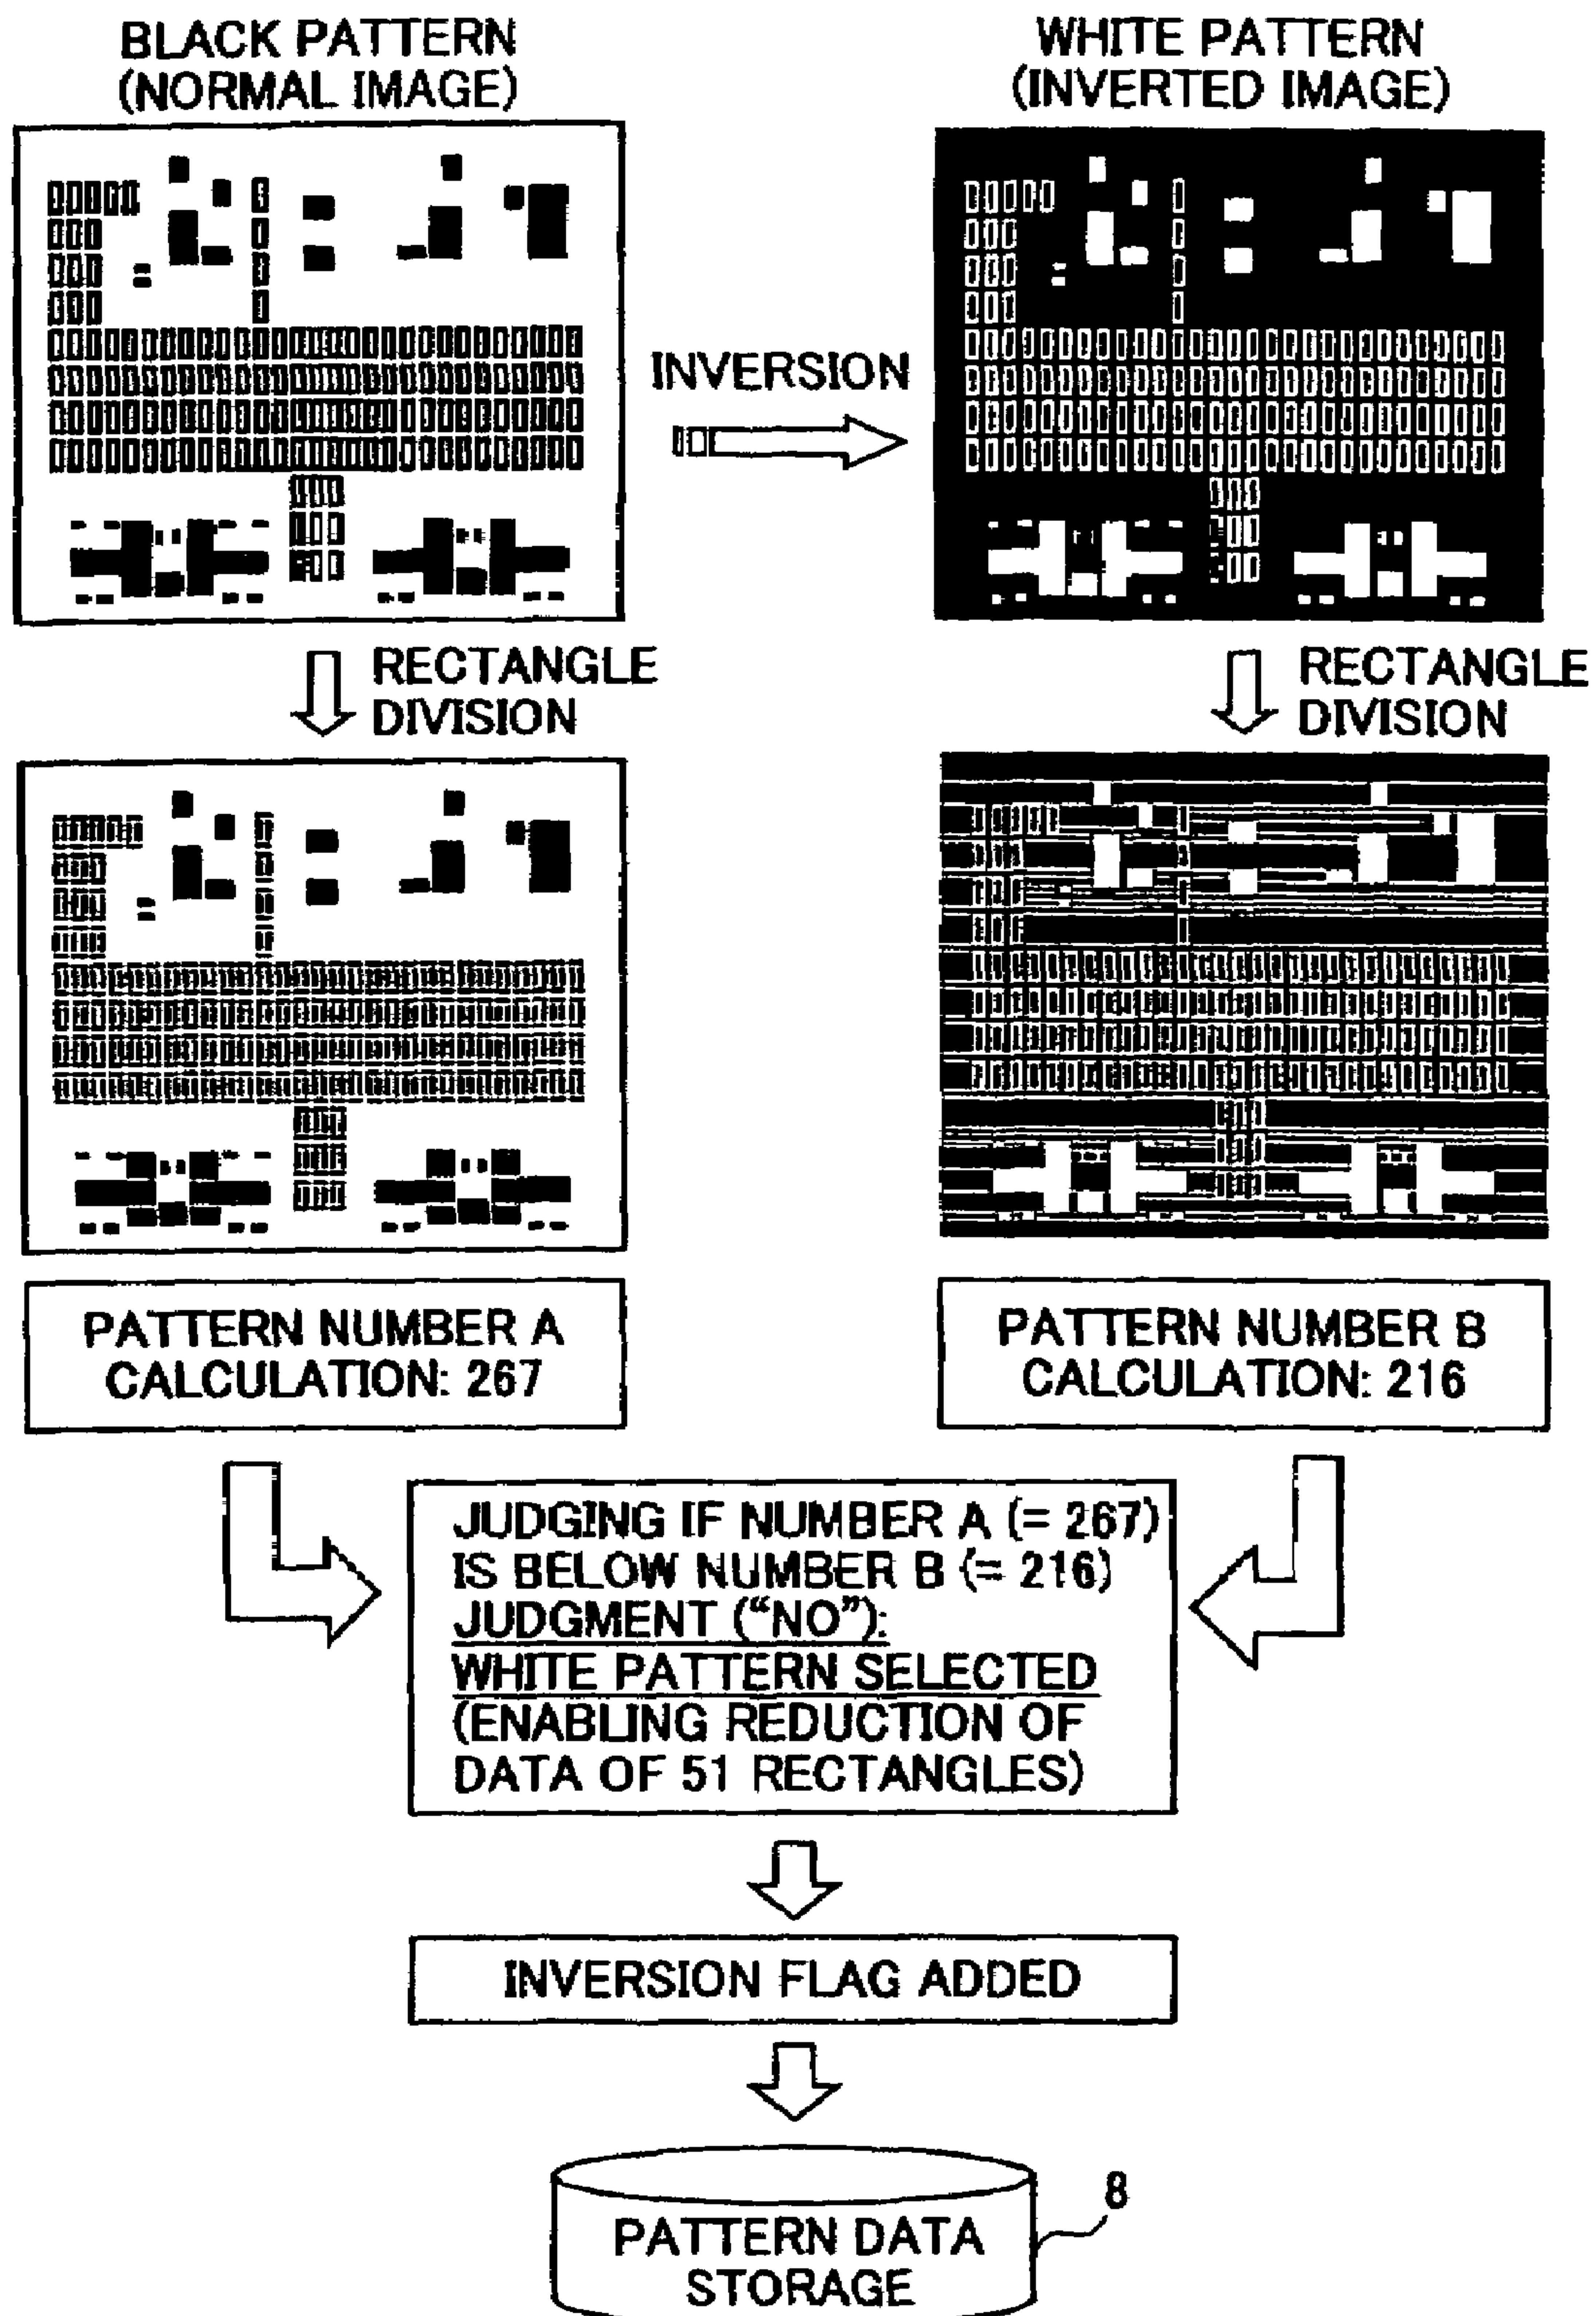 BLACK PATTERN
(NORMAL IMAGE)
WHITE PATTERN
(INVERTED IMAGE)
INVERSION
RECTANGLE
DIVISION
RECTANGLE
DIVISION
PATTERN NUMBER A
CALCULATION: 267
PATTERN NUMBER B
CALCULATION: 216
JUDGING IF NUMBER A (= 267)
IS BELOW NUMBER B (= 216)
JUDGMENT (“NO”):
WHITE PATTERN SELECTED
(ENABLING REDUCTION OF
DATA OF 51 RECTANGLES)
INVERSION FLAG ADDED
8
PATTERN DATA
STORAGE